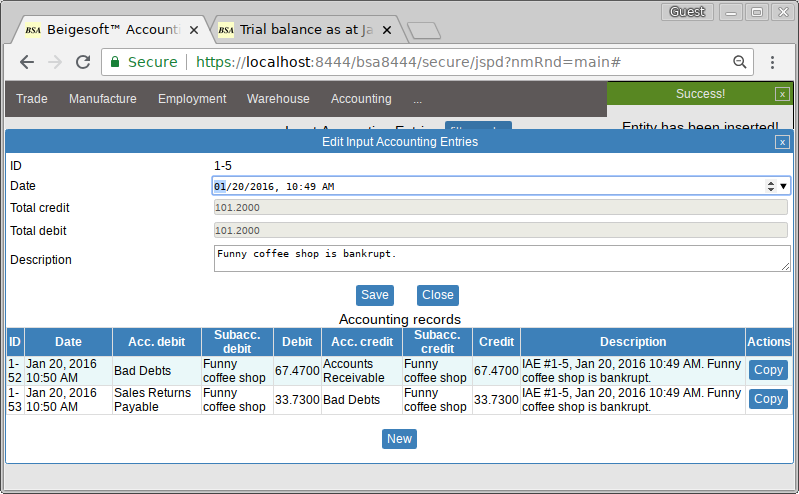 Guest
BSA Beigesoft™ Accounti
BSA Trial balance as at Ja
Secure https://localhost:8444/bsa8444/secure/jspd?nmRnd=main#
Trade Manufacture Employment Warehouse Accounting ...
Success! x
Entity has been inserted!
Edit Input Accounting Entries x
ID 1-5
Date 01/20/2016, 10:49 AM
Total credit 101.2000
Total debit 101.2000
Description Funny coffee shop is bankrupt.
Save Close
Accounting records
ID Date Acc. debit Subacc. debit Debit Acc. credit Subacc. credit Credit Description Actions
1-52 Jan 20, 2016 10:50 AM Bad Debts Funny coffee shop 67.4700 Accounts Receivable Funny coffee shop 67.4700 IAE #1-5, Jan 20, 2016 10:49 AM. Funny coffee shop is bankrupt. Copy
1-53 Jan 20, 2016 10:50 AM Sales Returns Payable Funny coffee shop 33.7300 Bad Debts Funny coffee shop 33.7300 IAE #1-5, Jan 20, 2016 10:49 AM. Funny coffee shop is bankrupt. Copy
New